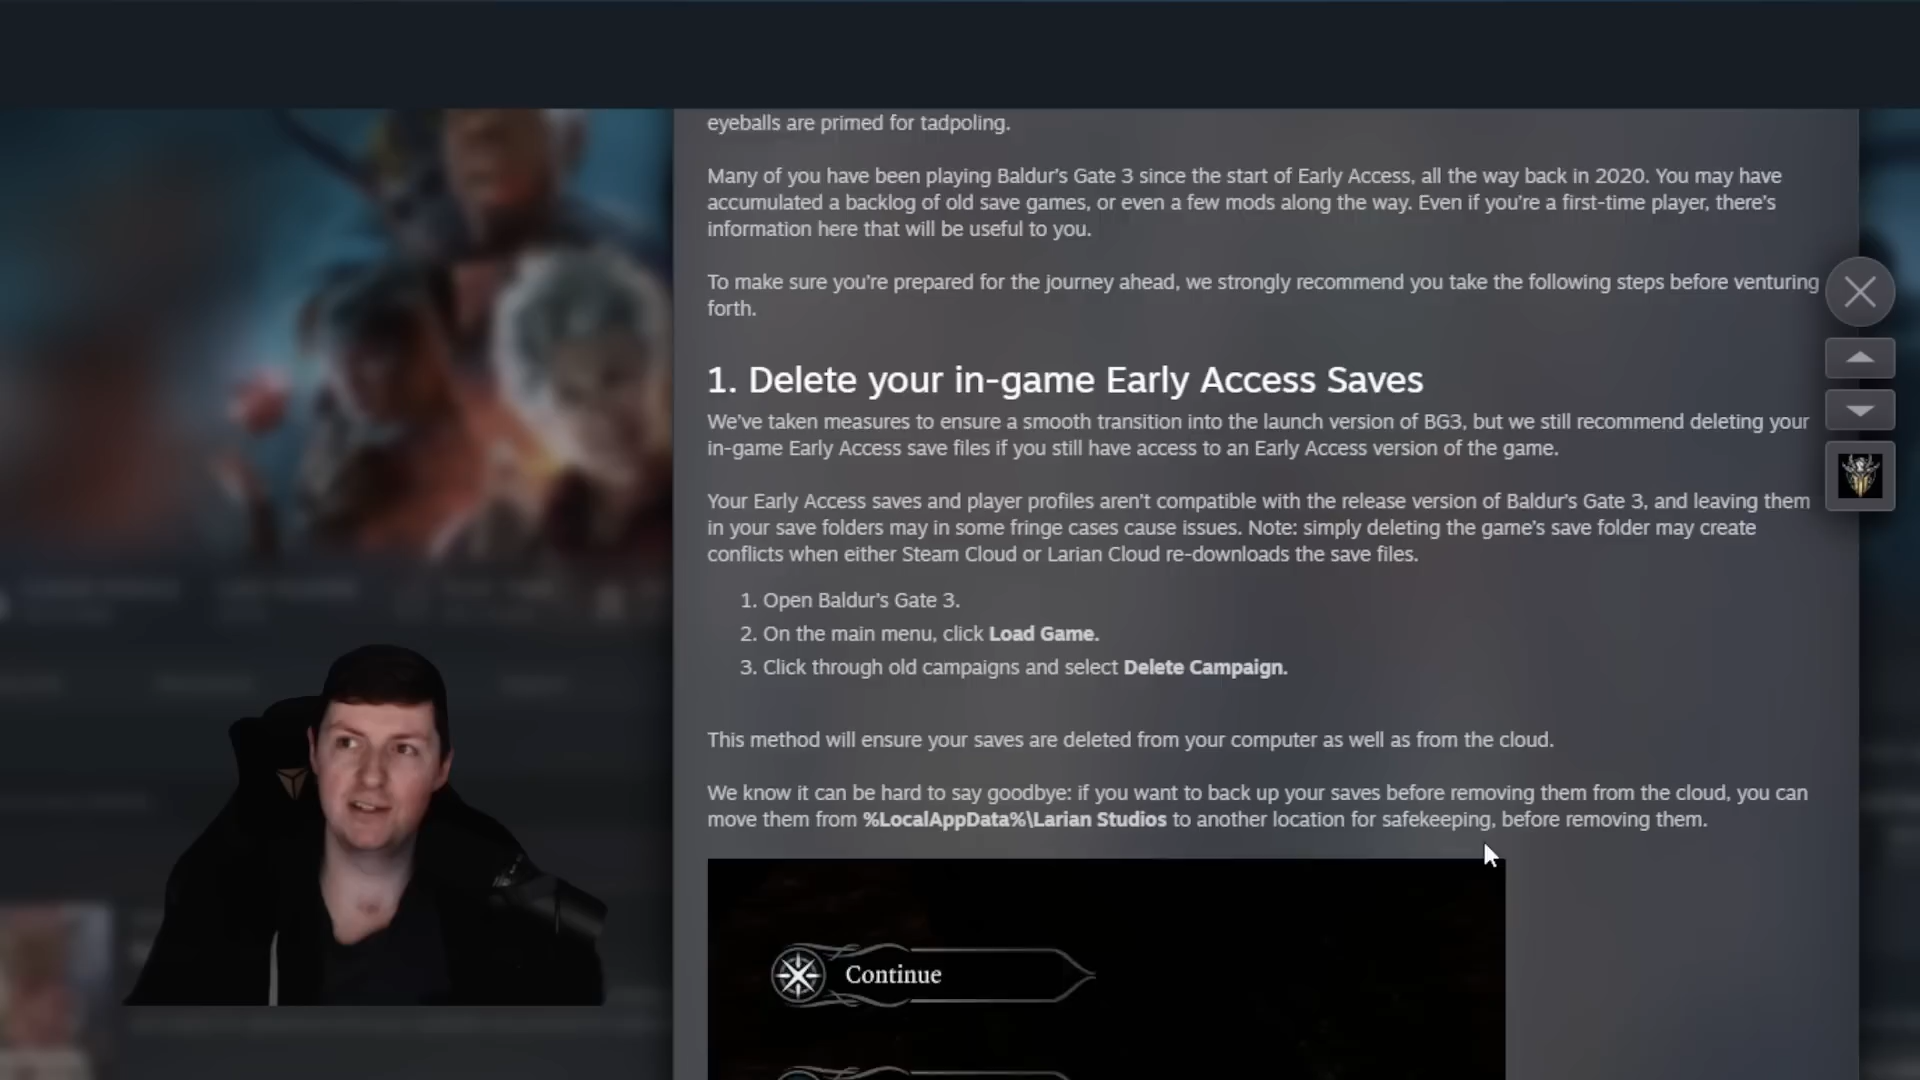 eyeballs are primed for tadpoling.
Many of you have been playing Baldur's Gate 3 since the start of Early Access, all the way back in 2020. You may have
accumulated a backlog of old save games, or even a few mods along the way. Even if you're a first-time player, there's
information here that will be useful to you.
To make sure you're prepared for the journey ahead, we strongly recommend you take the following steps before venturing
forth.
1. Delete your in-game Early Access Saves
We've taken measures to ensure a smooth transition into the launch version of BG3, but we still recommend deleting your
in-game Early Access save files if you still have access to an Early Access version of the game.
Your Early Access saves and player profiles aren't compatible with the release version of Baldur's Gate 3, and leaving them
in your save folders may in some fringe cases cause issues. Note: simply deleting the game's save folder may create
conflicts when either Steam Cloud or Larian Cloud re-downloads the save files.
1. Open Baldur's Gate 3.
2. On the main menu, click Load Game.
3. Click through old campaigns and select Delete Campaign.
This method will ensure your saves are deleted from your computer as well as from the cloud.
We know it can be hard to say goodbye: if you want to back up your saves before removing them from the cloud, you can
move them from %LocalAppData%\Larian Studios to another location for safekeeping, before removing them.
Continue